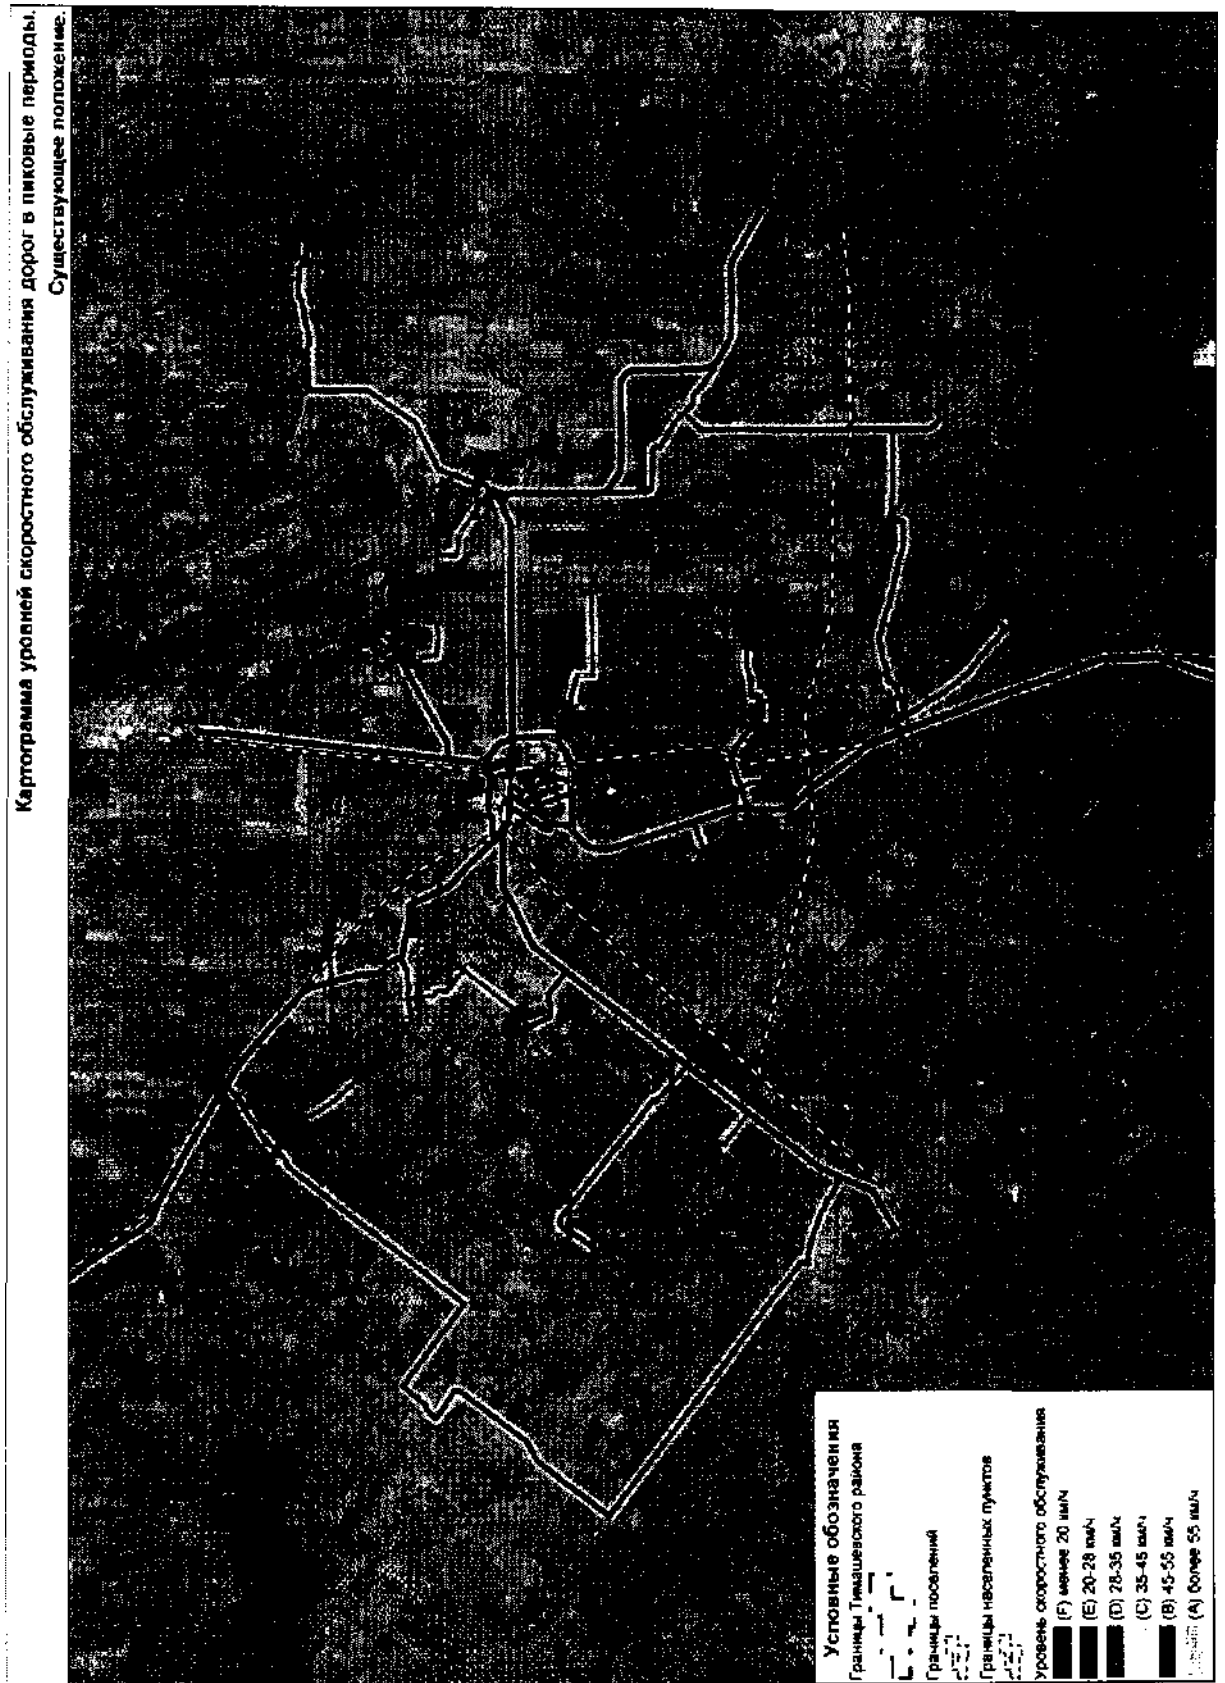 Картограмма уровней скоростного обслуживания дорог в пиковые периоды.
Существующее положение.
Условные обозначения
Границы Тимашевского района
Границы поселений
Границы населенных пунктов
Уровень скоростного обслуживания
(F) менее 20 км/ч
(E) 20-28 км/ч
(D) 28-35 км/ч
(C) 35-45 км/ч
(B) 45-55 км/ч
(A) более 55 км/ч